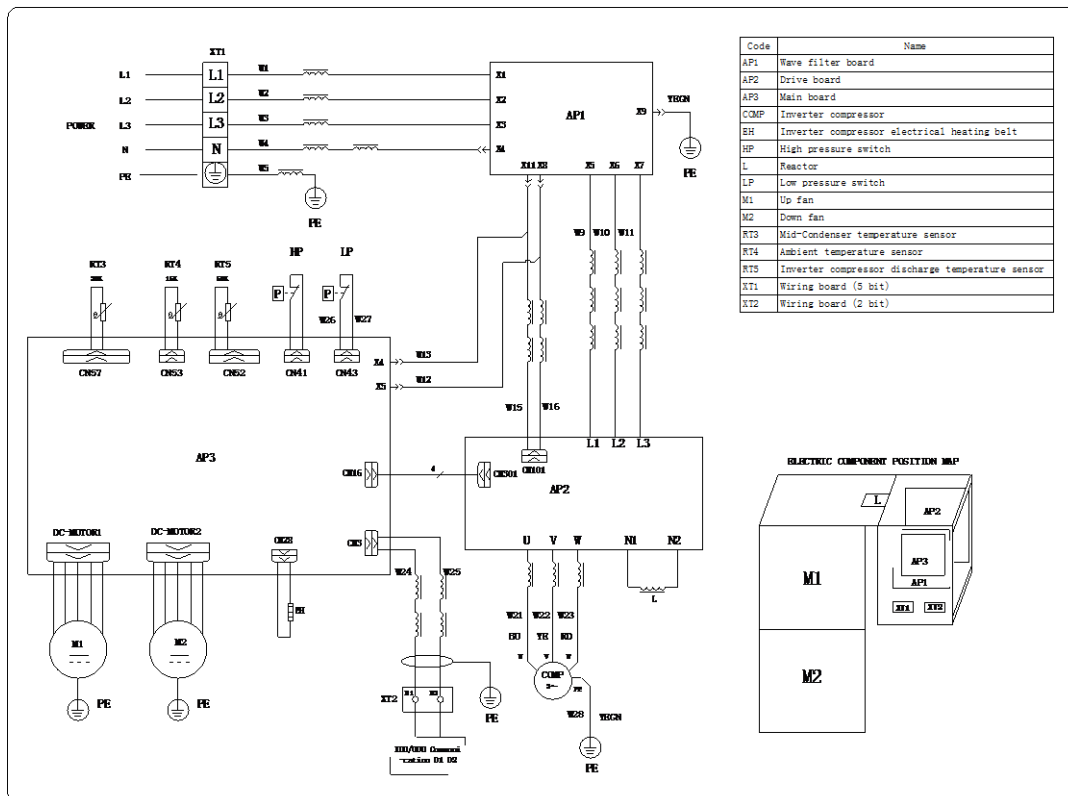 XT1
L1 L1 W1 X1
L2 L2 W2 X2
L3 L3 W3 X3
POWER
N N W4 X4
PE W5
PE
AP1
X9 YEGN
PE
X11 X8 X5 X6 X7
W9 W10 W11
Code Name
AP1 Wave filter board
AP2 Drive board
AP3 Main board
COMP Inverter compressor
EH Inverter compressor electrical heating belt
HP High pressure switch
L Reactor
LP Low pressure switch
M1 Up fan
M2 Down fan
RT3 Mid-Condenser temperature sensor
RT4 Ambient temperature sensor
RT5 Inverter compressor discharge temperature sensor
XT1 Wiring board (5 bit)
XT2 Wiring board (2 bit)
RT3 RT4 RT5 HP LP
15K
P P
W26 W27
CN57 CN53 CN52 CN41 CN43
X4 W13
X5 W12
W15 W16
L1 L2 L3
AP3
CN16 4 CN301
CN101
AP2
DC-MOTOR1 DC-MOTOR2 CN28 CN3
U V W N1 N2
W24 W25
EH
L
W21 W22 W23
BU YE RD
M1 M2
COMP
3~
PE
W28 YEGN
PE PE PE PE
XT2
cation D1 D2
ELECTRIC COMPONENT POSITION MAP
L
AP2
AP3
AP1
XT1 XT2
M1
M2